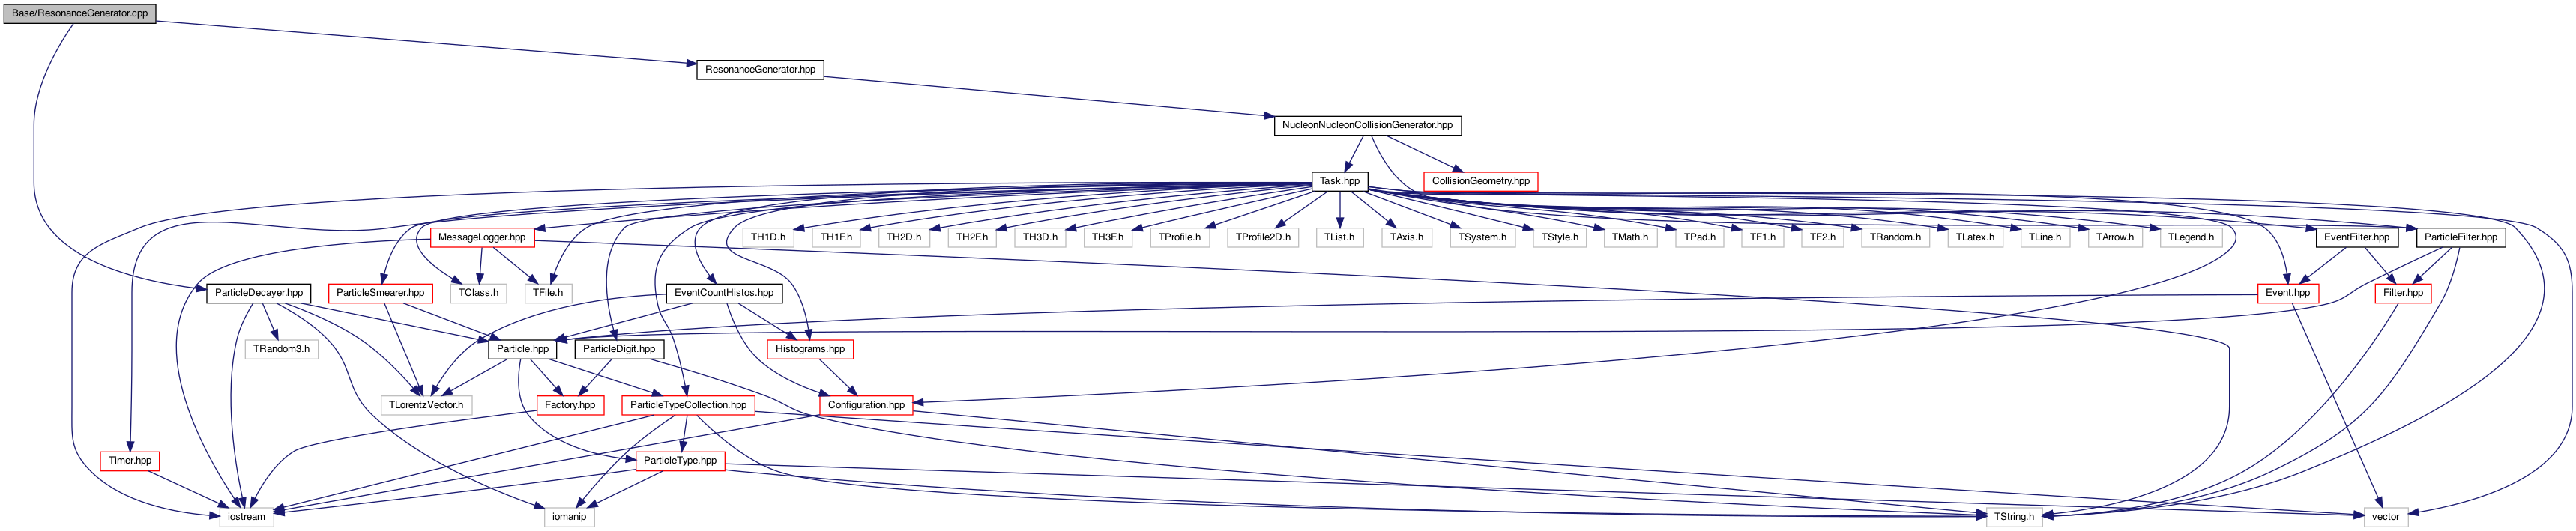 Base/ResonanceGenerator.cpp
ResonanceGenerator.hpp
NucleonNucleonCollisionGenerator.hpp
Task.hpp
CollisionGeometry.hpp
MessageLogger.hpp
TH1D.h
TH1F.h
TH2D.h
TH2F.h
TH3D.h
TH3F.h
TProfile.h
TProfile2D.h
TList.h
TAxis.h
TSystem.h
TStyle.h
TMath.h
TPad.h
TF1.h
TF2.h
TRandom.h
TLatex.h
TLine.h
TArrow.h
TLegend.h
EventFilter.hpp
ParticleFilter.hpp
ParticleDecayer.hpp
ParticleSmearer.hpp
TClass.h
TFile.h
EventCountHistos.hpp
Event.hpp
Filter.hpp
TRandom3.h
Particle.hpp
ParticleDigit.hpp
Histograms.hpp
TLorentzVector.h
Factory.hpp
ParticleTypeCollection.hpp
Configuration.hpp
Timer.hpp
ParticleType.hpp
iostream
iomanip
TString.h
vector